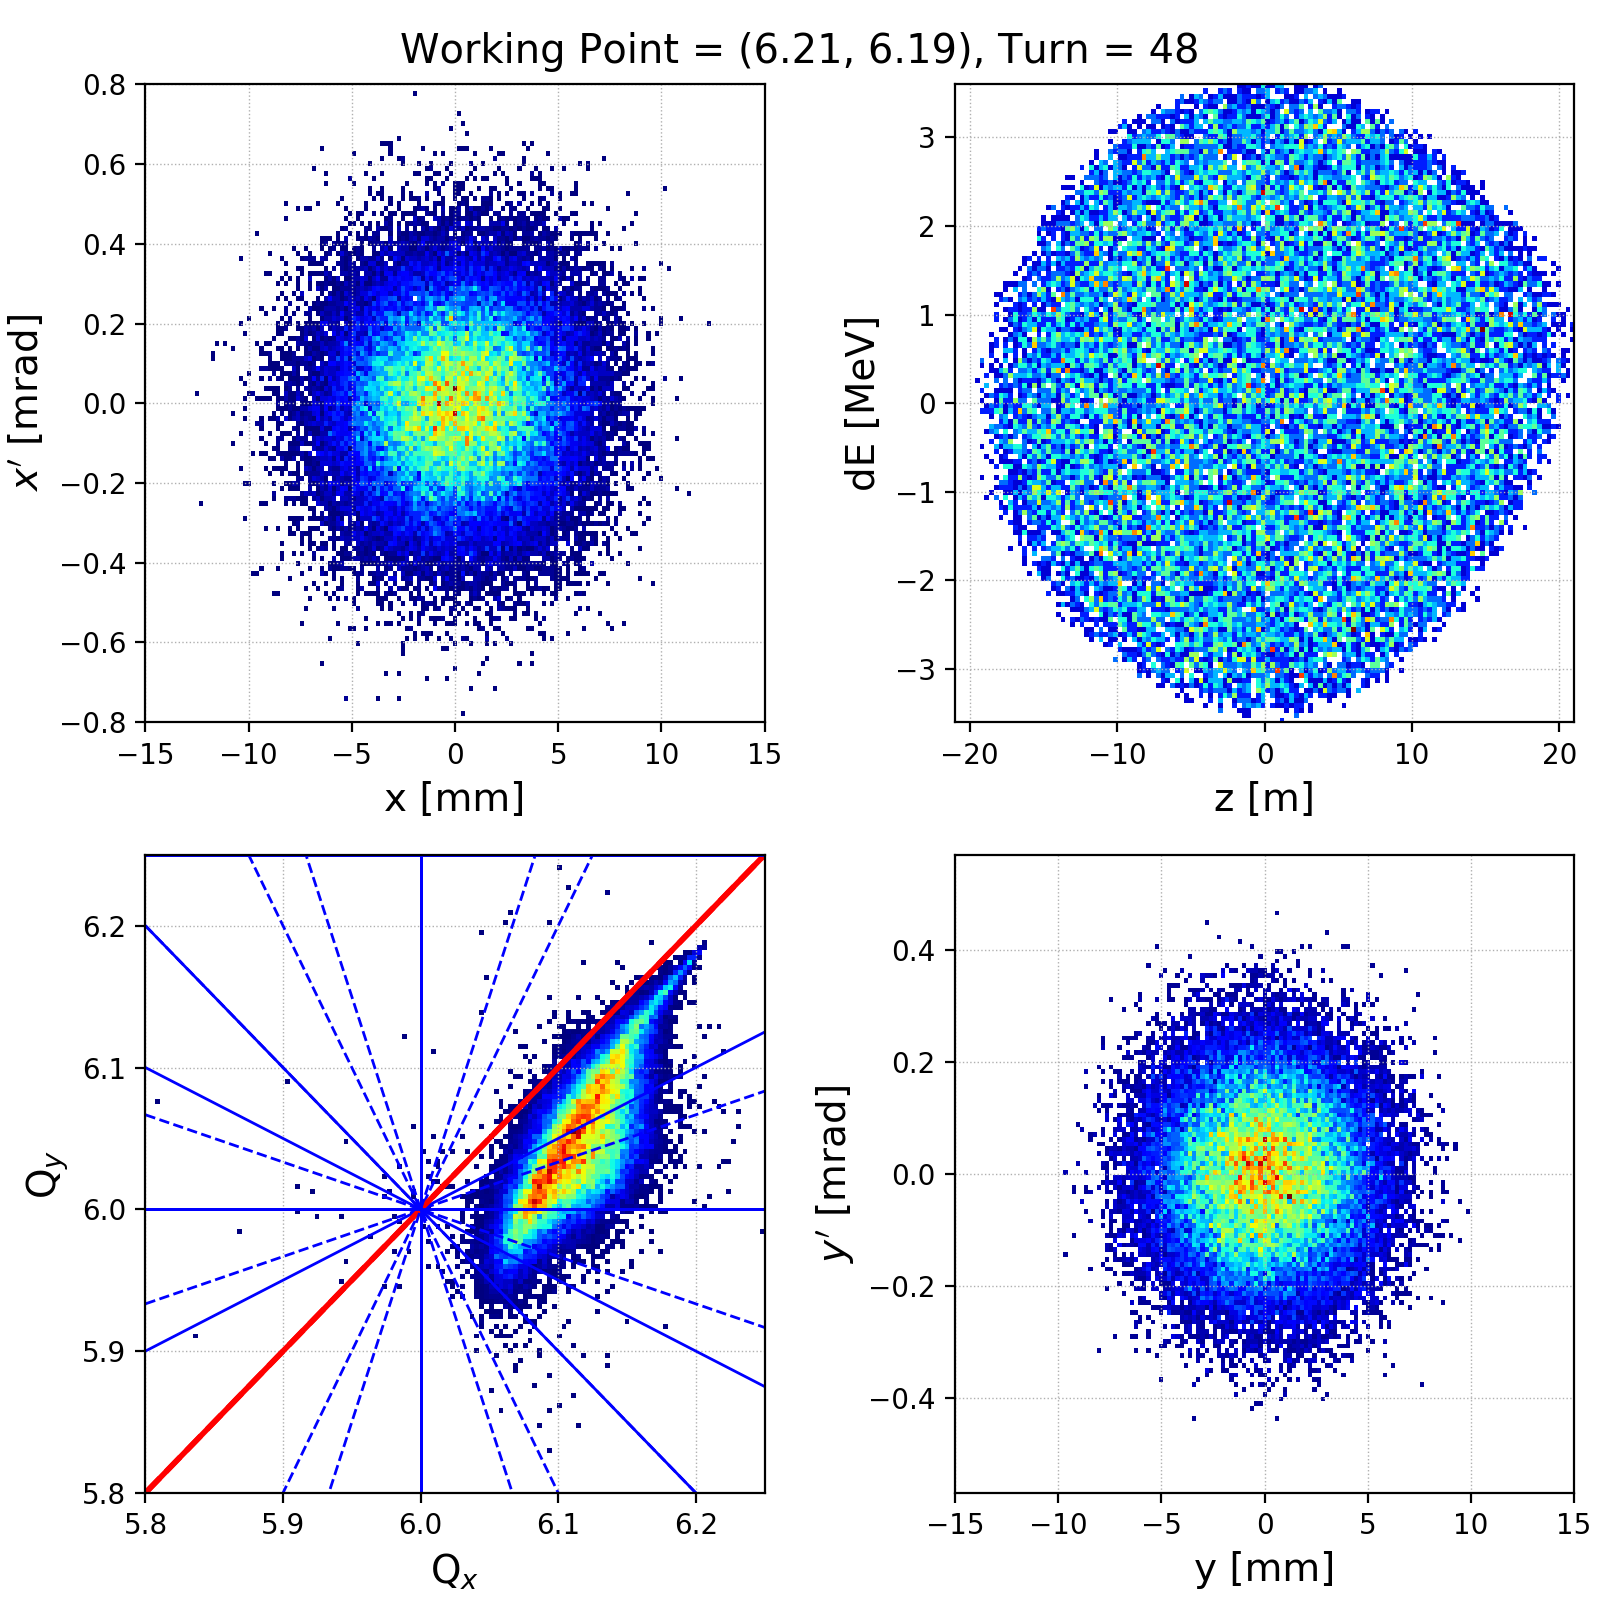 Working Point = (6.21, 6.19), Turn = 48
0.8
0.6
0.4
0.2
0.0
−0.2
−0.4
−0.6
−0.8
x′ [mrad]
−15 −10 −5 0 5 10 15
x [mm]
3
2
1
0
−1
−2
−3
dE [MeV]
−20 −10 0 10 20
z [m]
6.2
6.1
6.0
5.9
5.8
Qy
5.8 5.9 6.0 6.1 6.2
Qx
0.4
0.2
0.0
−0.2
−0.4
y′ [mrad]
−15 −10 −5 0 5 10 15
y [mm]